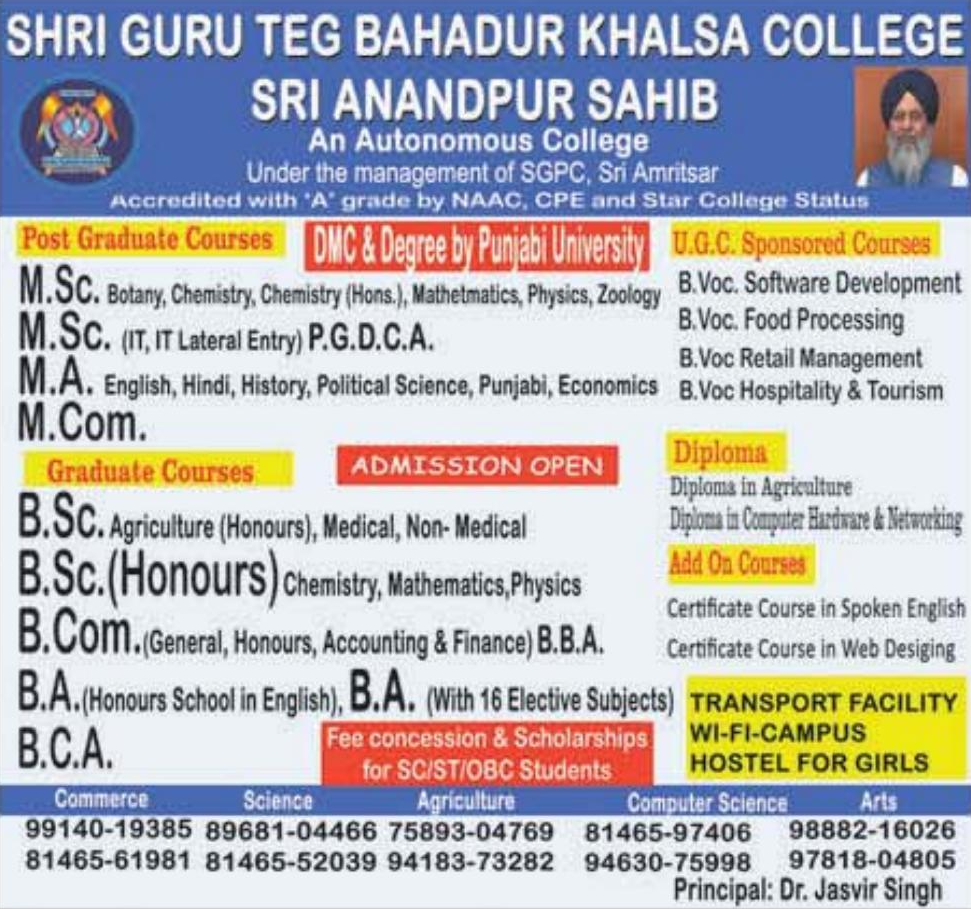 SHRI GURU TEG BAHADUR KHALSA COLLEGE
SRI ANANDPUR SAHIB
An Autonomous College
Under the management of SGPC, Sri Amritsar
Accredited with 'A' grade by NAAC, CPE and Star College Status
Post Graduate Courses
DMC & Degree by Punjabi University
M.Sc. Botany, Chemistry, Chemistry (Hons.), Mathetmatics, Physics, Zoology
M.Sc. (IT, IT Lateral Entry) P.G.D.C.A.
M.A. English, Hindi, History, Political Science, Punjabi, Economics
M.Com.
Graduate Courses
ADMISSION OPEN
B.Sc. Agriculture (Honours), Medical, Non- Medical
B.Sc.(Honours) Chemistry, Mathematics,Physics
B.Com.(General, Honours, Accounting & Finance) B.B.A.
B.A.(Honours School in English), B.A. (With 16 Elective Subjects)
B.C.A.
Fee concession & Scholarships
for SC/ST/OBC Students
U.G.C. Sponsored Courses
B.Voc. Software Development
B.Voc. Food Processing
B.Voc Retail Management
B.Voc Hospitality & Tourism
Diploma
Diploma in Agriculture
Diploma in Computer Hardware & Networking
Add On Courses
Certificate Course in Spoken English
Certificate Course in Web Desiging
TRANSPORT FACILITY
WI-FI-CAMPUS
HOSTEL FOR GIRLS
Commerce Science Agriculture Computer Science Arts
99140-19385 89681-04466 75893-04769 81465-97406 98882-16026
81465-61981 81465-52039 94183-73282 94630-75998 97818-04805
Principal: Dr. Jasvir Singh